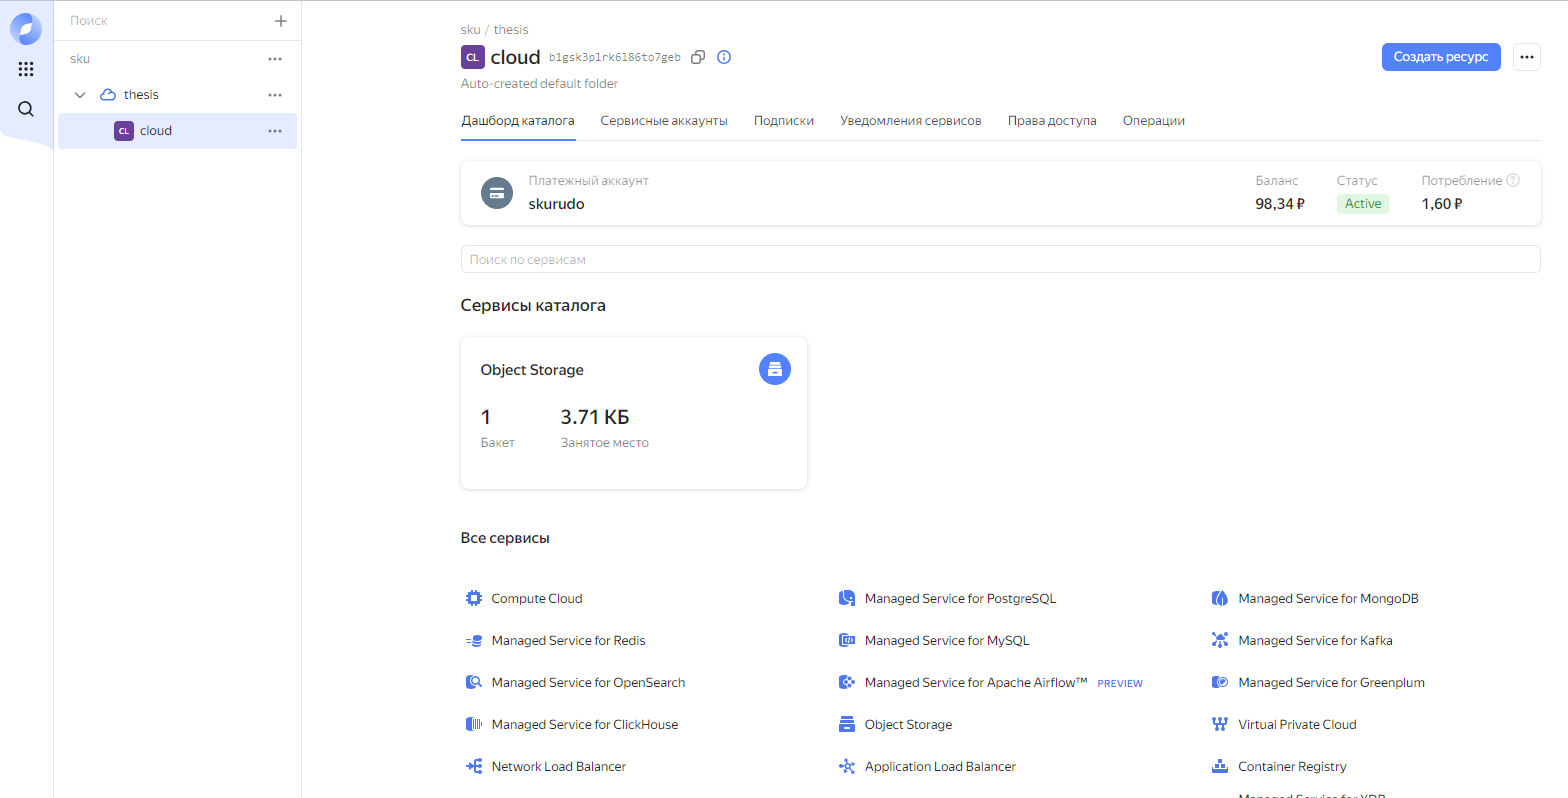 Поиск
sku
thesis
CL cloud
sku / thesis
CL cloud b1gsk3plrk6l86to7geb
Создать ресурс
Auto-created default folder
Дашборд каталога Сервисные аккаунты Подписки Уведомления сервисов Права доступа Операции
Платежный аккаунт
skurudo
Баланс Статус Потребление
98,34 ₽ Active 1,60 ₽
Поиск по сервисам
Сервисы каталога
Object Storage
1 3.71 КБ
Бакет Занятое место
Все сервисы
Compute Cloud Managed Service for PostgreSQL Managed Service for MongoDB
Managed Service for Redis Managed Service for MySQL Managed Service for Kafka
Managed Service for OpenSearch Managed Service for Apache Airflow™ PREVIEW Managed Service for Greenplum
Managed Service for ClickHouse Object Storage Virtual Private Cloud
Network Load Balancer Application Load Balancer Container Registry
Managed Service for YDB